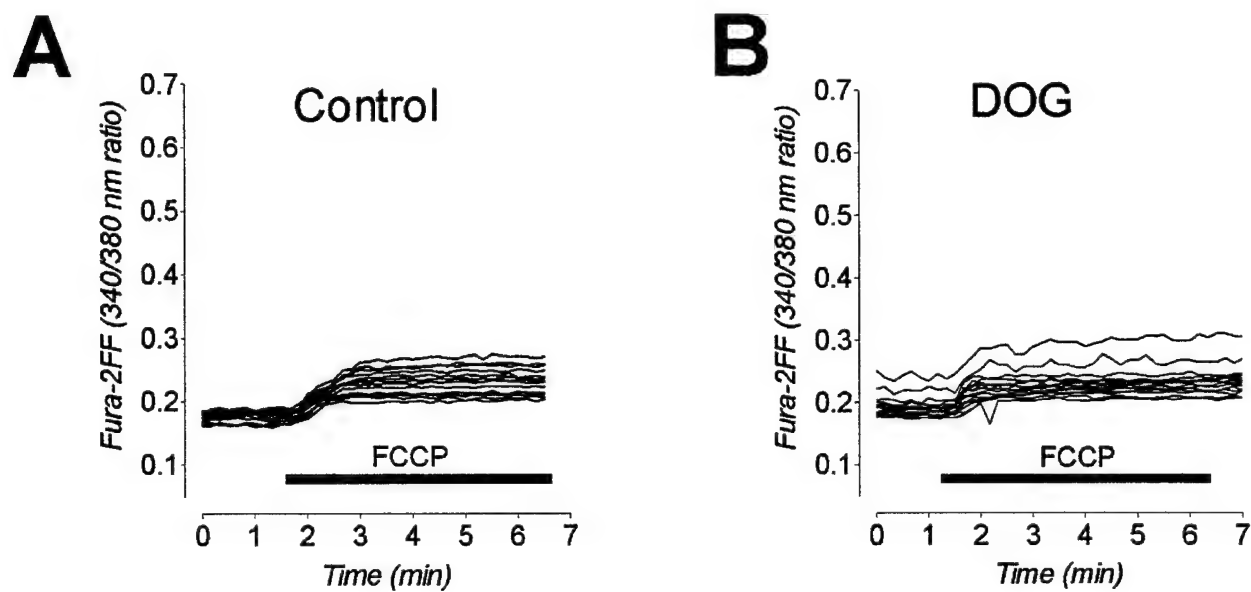 A
Control
Fura-2FF (340/380 nm ratio)
0.7
0.6
0.5
0.4
0.3
0.2
0.1
FCCP
0 1 2 3 4 5 6 7
Time (min)
B
DOG
Fura-2FF (340/380 nm ratio)
0.7
0.6
0.5
0.4
0.3
0.2
0.1
FCCP
0 1 2 3 4 5 6 7
Time (min)